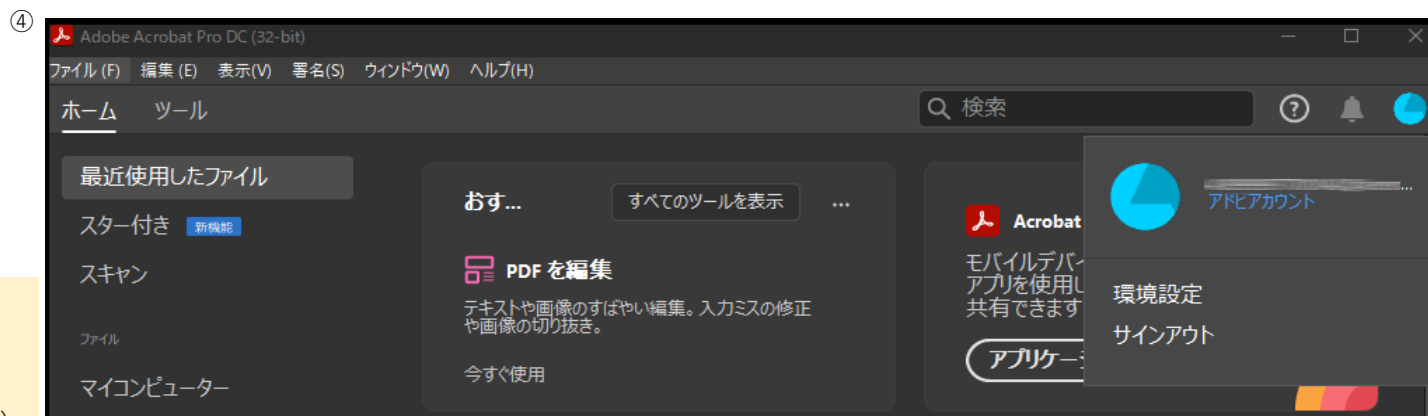 ④
Adobe Acrobat Pro DC (32-bit)
ファイル (F) 編集 (E) 表示(V) 署名(S) ウィンドウ(W) ヘルプ(H)
ホーム ツール
検索
最近使用したファイル
スター付き 新機能
スキャン
ファイル
マイコンピューター
おす... すべてのツールを表示 ...
PDF を編集
テキストや画像のすばやい編集。入力ミスの修正
や画像の切り抜き。
今すぐ使用
Acrobat
モバイルデバイ
アプリを使用し
共有できます
アプリケーシ
...
アドビアカウント
環境設定
サインアウト
)